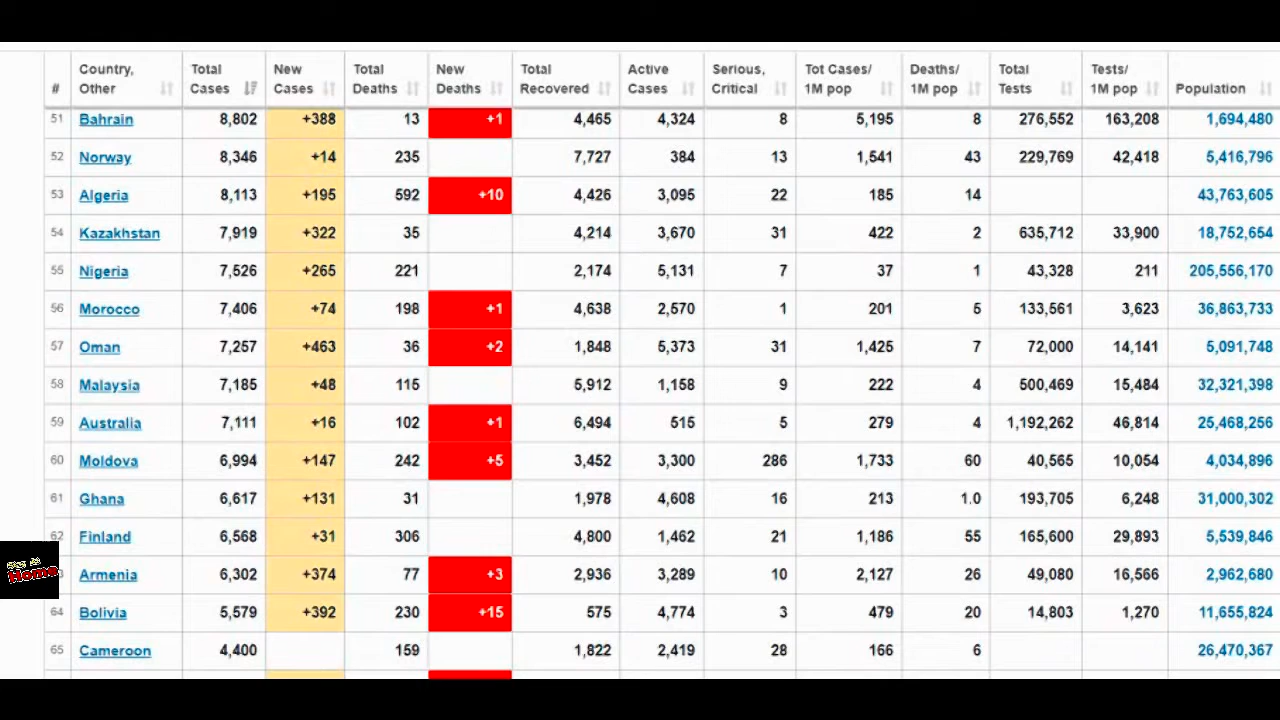 # Country, Other Total Cases New Cases Total Deaths New Deaths Total Recovered Active Cases Serious, Critical Tot Cases/ 1M pop Deaths/ 1M pop Total Tests Tests/ 1M pop Population
51 Bahrain 8,802 +388 13 +1 4,465 4,324 8 5,195 8 276,552 163,208 1,694,480
52 Norway 8,346 +14 235 7,727 384 13 1,541 43 229,769 42,418 5,416,796
53 Algeria 8,113 +195 592 +10 4,426 3,095 22 185 14 43,763,605
54 Kazakhstan 7,919 +322 35 4,214 3,670 31 422 2 635,712 33,900 18,752,654
55 Nigeria 7,526 +265 221 2,174 5,131 7 37 1 43,328 211 205,556,170
56 Morocco 7,406 +74 198 +1 4,638 2,570 1 201 5 133,561 3,623 36,863,733
57 Oman 7,257 +463 36 +2 1,848 5,373 31 1,425 7 72,000 14,141 5,091,748
58 Malaysia 7,185 +48 115 5,912 1,158 9 222 4 500,469 15,484 32,321,398
59 Australia 7,111 +16 102 +1 6,494 515 5 279 4 1,192,262 46,814 25,468,256
60 Moldova 6,994 +147 242 +5 3,452 3,300 286 1,733 60 40,565 10,054 4,034,896
61 Ghana 6,617 +131 31 1,978 4,608 16 213 1.0 193,705 6,248 31,000,302
62 Finland 6,568 +31 306 4,800 1,462 21 1,186 55 165,600 29,893 5,539,846
Home
3 Armenia 6,302 +374 77 +3 2,936 3,289 10 2,127 26 49,080 16,566 2,962,680
64 Bolivia 5,579 +392 230 +15 575 4,774 3 479 20 14,803 1,270 11,655,824
65 Cameroon 4,400 159 1,822 2,419 28 166 6 26,470,367